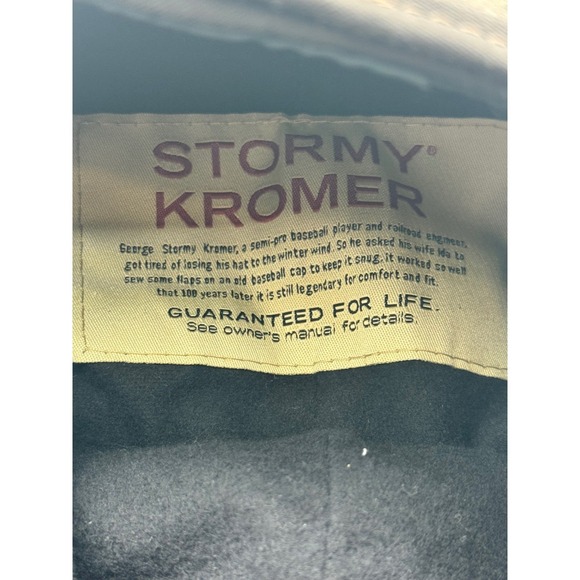 STORMY®
KROMER
George Stormy Kromer, a semi-pro baseball player and railroad engineer,
got tired of losing his hat to the winter wind. So he asked his wife Ida to
sew some flaps on an old baseball cap to keep it snug. It worked so well
that 100 years later it is still legendary for comfort and fit.
GUARANTEED FOR LIFE.
See owner's manual for details.